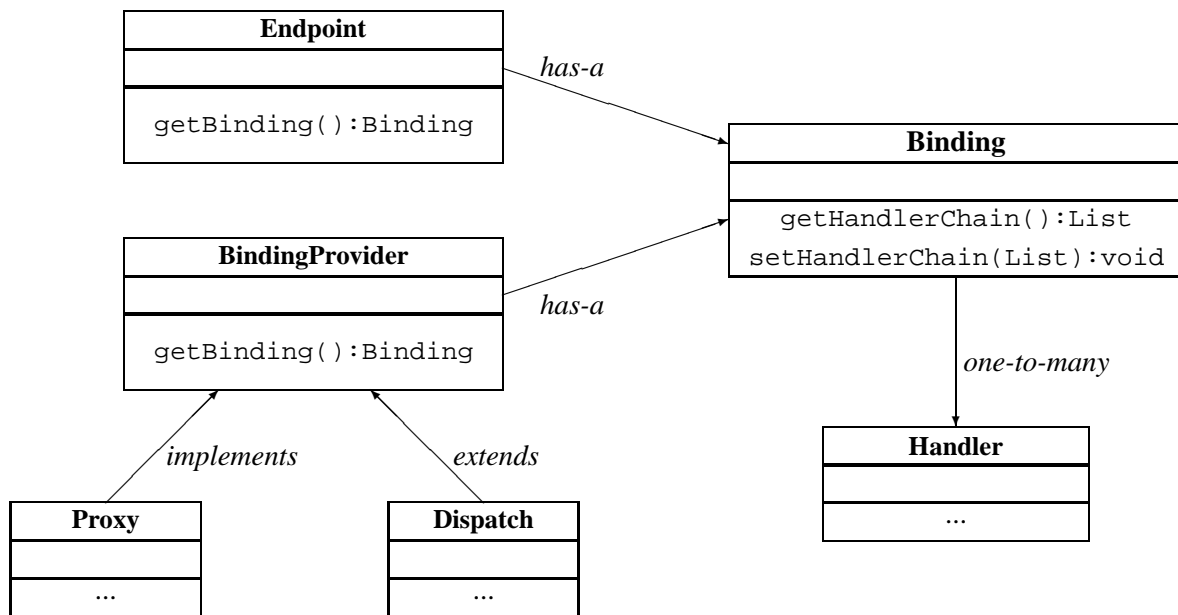 Endpoint
getBinding():Binding
has-a
Binding
getHandlerChain():List
setHandlerChain(List):void
BindingProvider
getBinding():Binding
has-a
one-to-many
implements
extends
Handler
...
Proxy
...
Dispatch
...